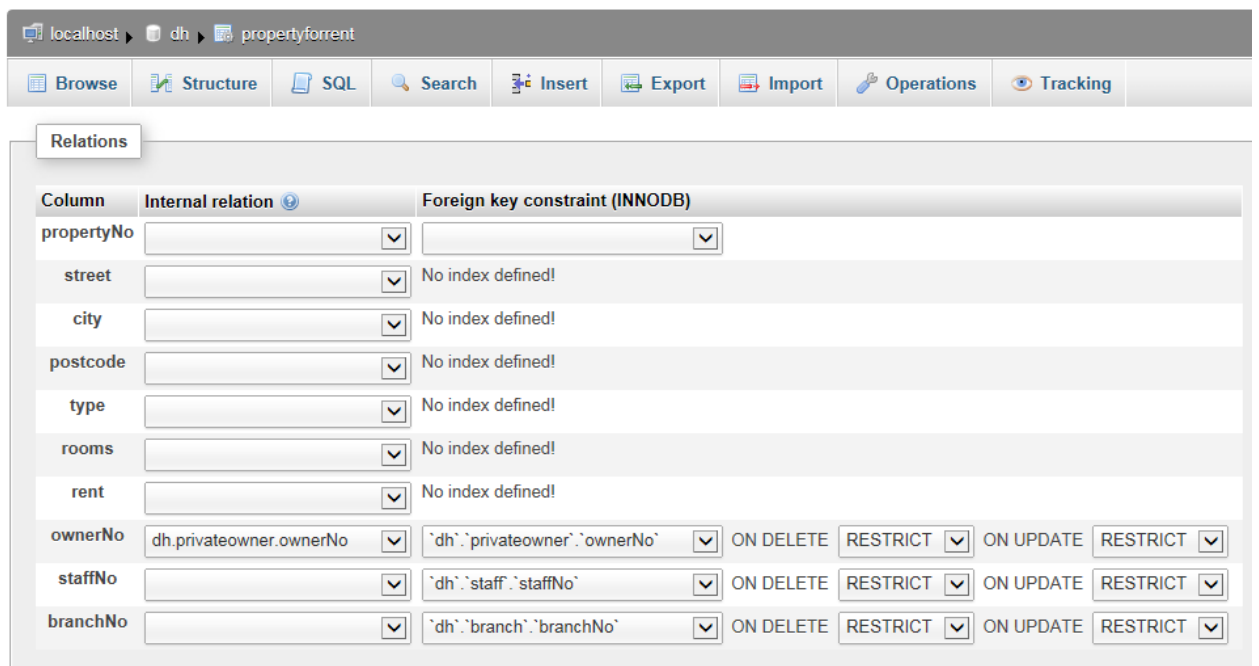 localhost dh propertyforrent
Browse Structure SQL Search Insert Export Import Operations Tracking
Relations
Column Internal relation Foreign key constraint (INNODB)
propertyNo
street No index defined!
city No index defined!
postcode No index defined!
type No index defined!
rooms No index defined!
rent No index defined!
ownerNo dh.privateowner.ownerNo `dh`.`privateowner`.`ownerNo` ON DELETE RESTRICT ON UPDATE RESTRICT
staffNo `dh`.`staff`.`staffNo` ON DELETE RESTRICT ON UPDATE RESTRICT
branchNo `dh`.`branch`.`branchNo` ON DELETE RESTRICT ON UPDATE RESTRICT